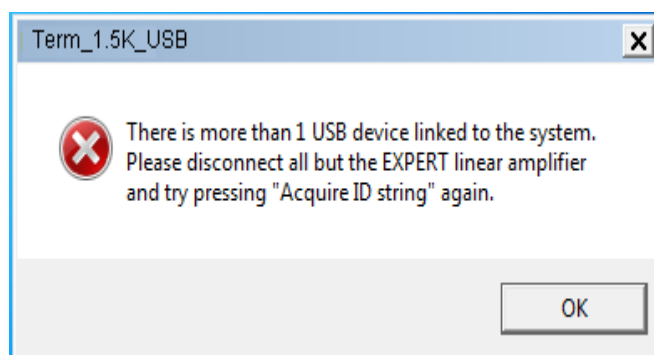 Term_1.5K_USB
There is more than 1 USB device linked to the system.
Please disconnect all but the EXPERT linear amplifier
and try pressing "Acquire ID string" again.
OK